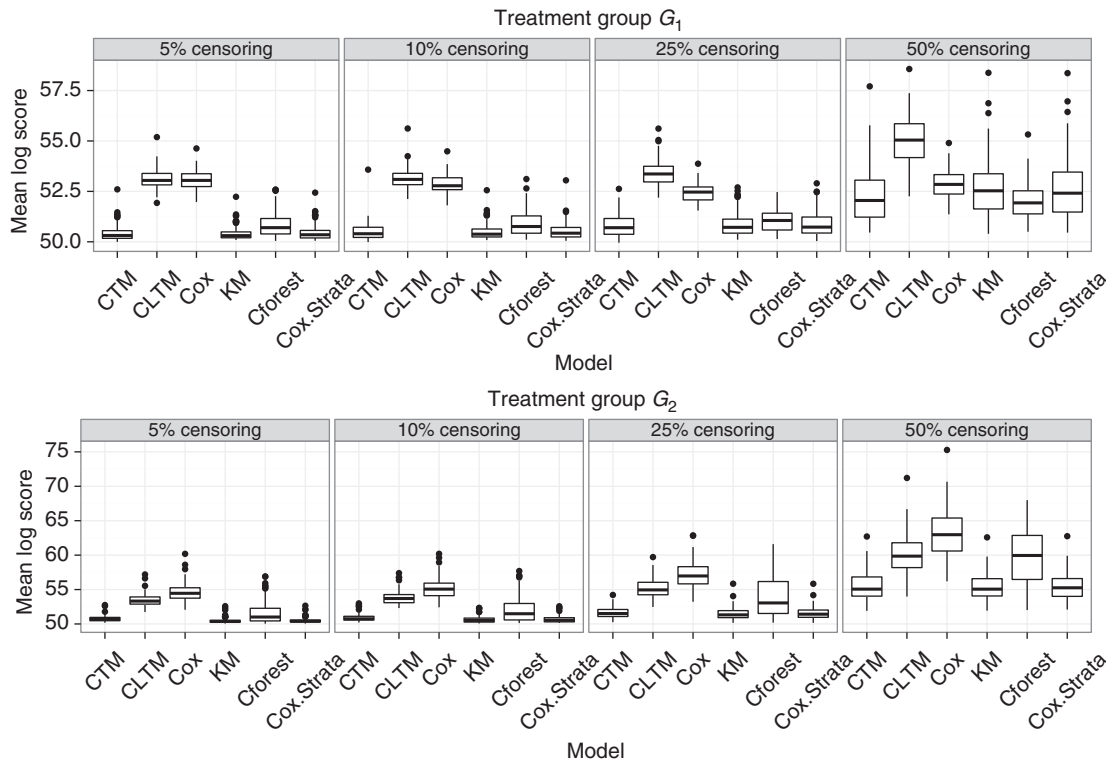 Treatment group G1
5% censoring 10% censoring 25% censoring 50% censoring
Mean log score
57.5
55.0
52.5
50.0
CTM CLTM Cox KM Cforest Cox.Strata CTM CLTM Cox KM Cforest Cox.Strata CTM CLTM Cox KM Cforest Cox.Strata CTM CLTM Cox KM Cforest Cox.Strata
Model
Treatment group G2
5% censoring 10% censoring 25% censoring 50% censoring
Mean log score
75
70
65
60
55
50
CTM CLTM Cox KM Cforest Cox.Strata CTM CLTM Cox KM Cforest Cox.Strata CTM CLTM Cox KM Cforest Cox.Strata CTM CLTM Cox KM Cforest Cox.Strata
Model